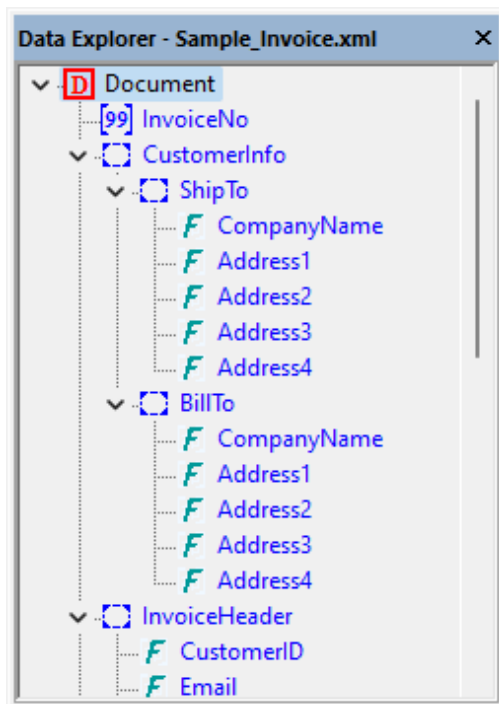 Data Explorer - Sample_Invoice.xml
D Document
[99] InvoiceNo
CustomerInfo
ShipTo
F CompanyName
F Address1
F Address2
F Address3
F Address4
BillTo
F CompanyName
F Address1
F Address2
F Address3
F Address4
InvoiceHeader
F CustomerID
F Email